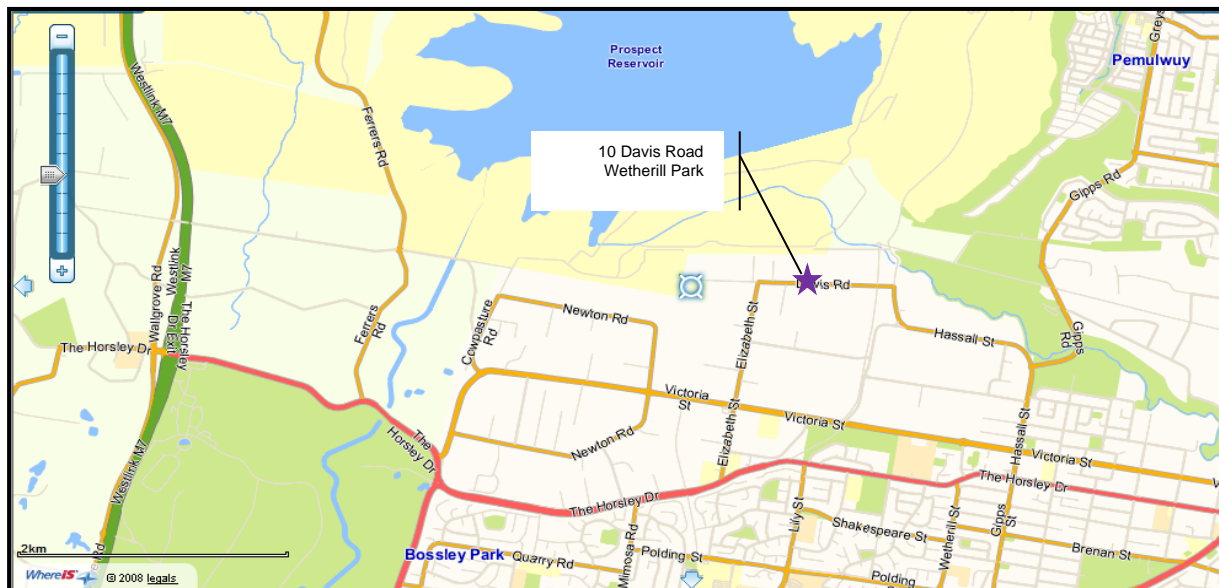 Prospect
Reservoir
Pemulwuy
Greys
Westlink M7
Ferrers Rd
10 Davis Road
Wetherill Park
Gipps Rd
Wallgrove Rd
Westlink
M7
The Horsley
Dr Exit
Ferrers
Rd
Cowpasture
Rd
Newton Rd
Davis Rd
Elizabeth St
Hassall St
Gipps
Rd
The Horsley Dr
Victoria
St
Victoria St
Elizabeth St
Hassall St
Victoria St
V
The
Horsley Dr
Newton Rd
The Horsley Dr
The Horsley Dr
Westlink M7
Lily St
Shakespeare St
Wetherill St
Gipps
St
Brenan St
2km
Rd
Bossley Park
Quarry Rd
Mimosa Rd
Polding St
Polding
WhereiS
© 2008 legals